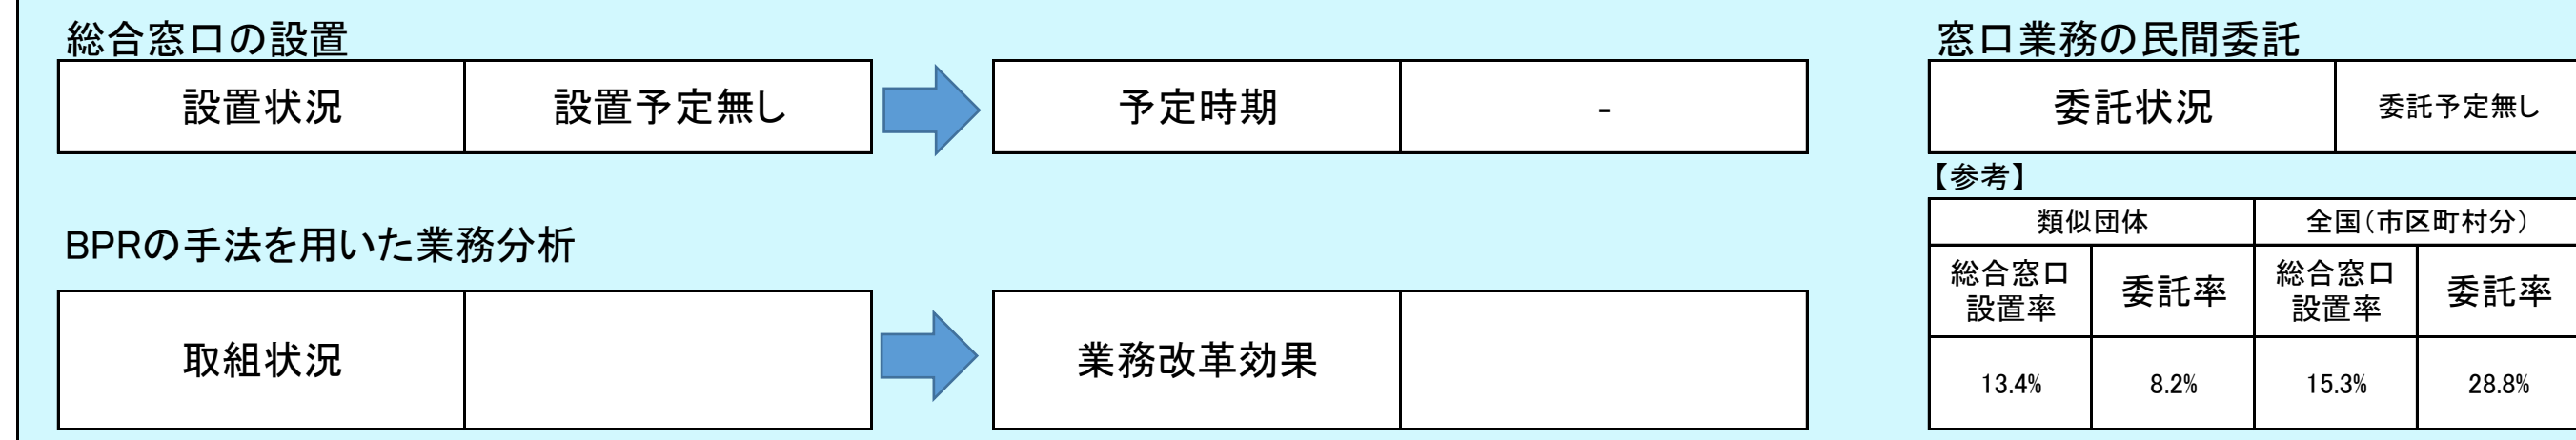 総合窓口の設置
設置状況 設置予定無し
予定時期 -
BPRの手法を用いた業務分析
取組状況
業務改革効果
窓口業務の民間委託
委託状況 委託予定無し
【参考】
類似団体 全国(市区町村分)
総合窓口
設置率
委託率
総合窓口
設置率
委託率
13.4% 8.2% 15.3% 28.8%